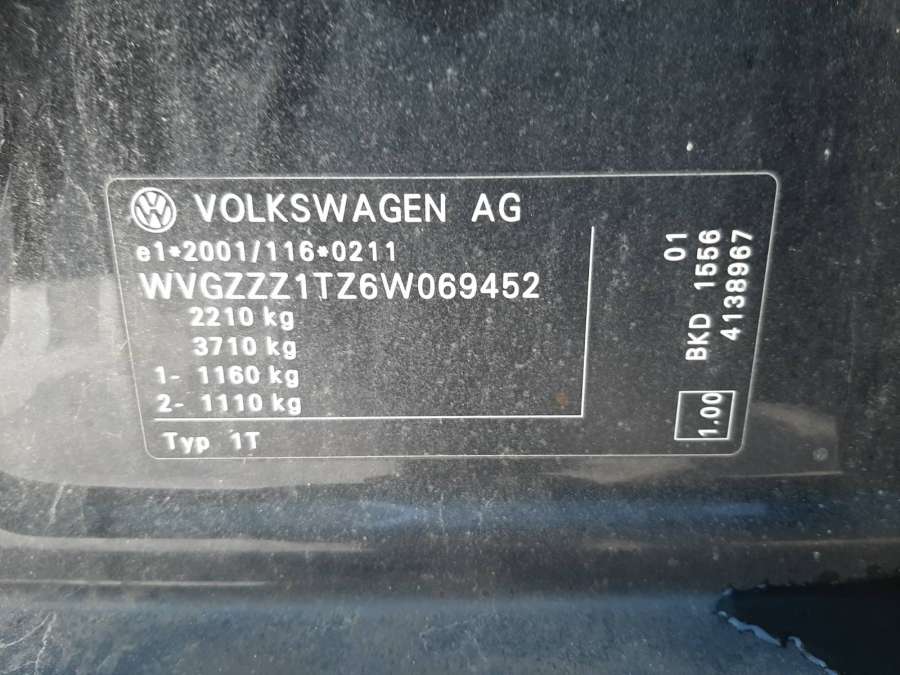 VOLKSWAGEN AG
e1*2001/116*0211
WVGZZZ1TZ6W069452
2210 kg
3710 kg
1- 1160 kg
2- 1110 kg
Typ 1T
01
BKD 1556
4138967
1.00